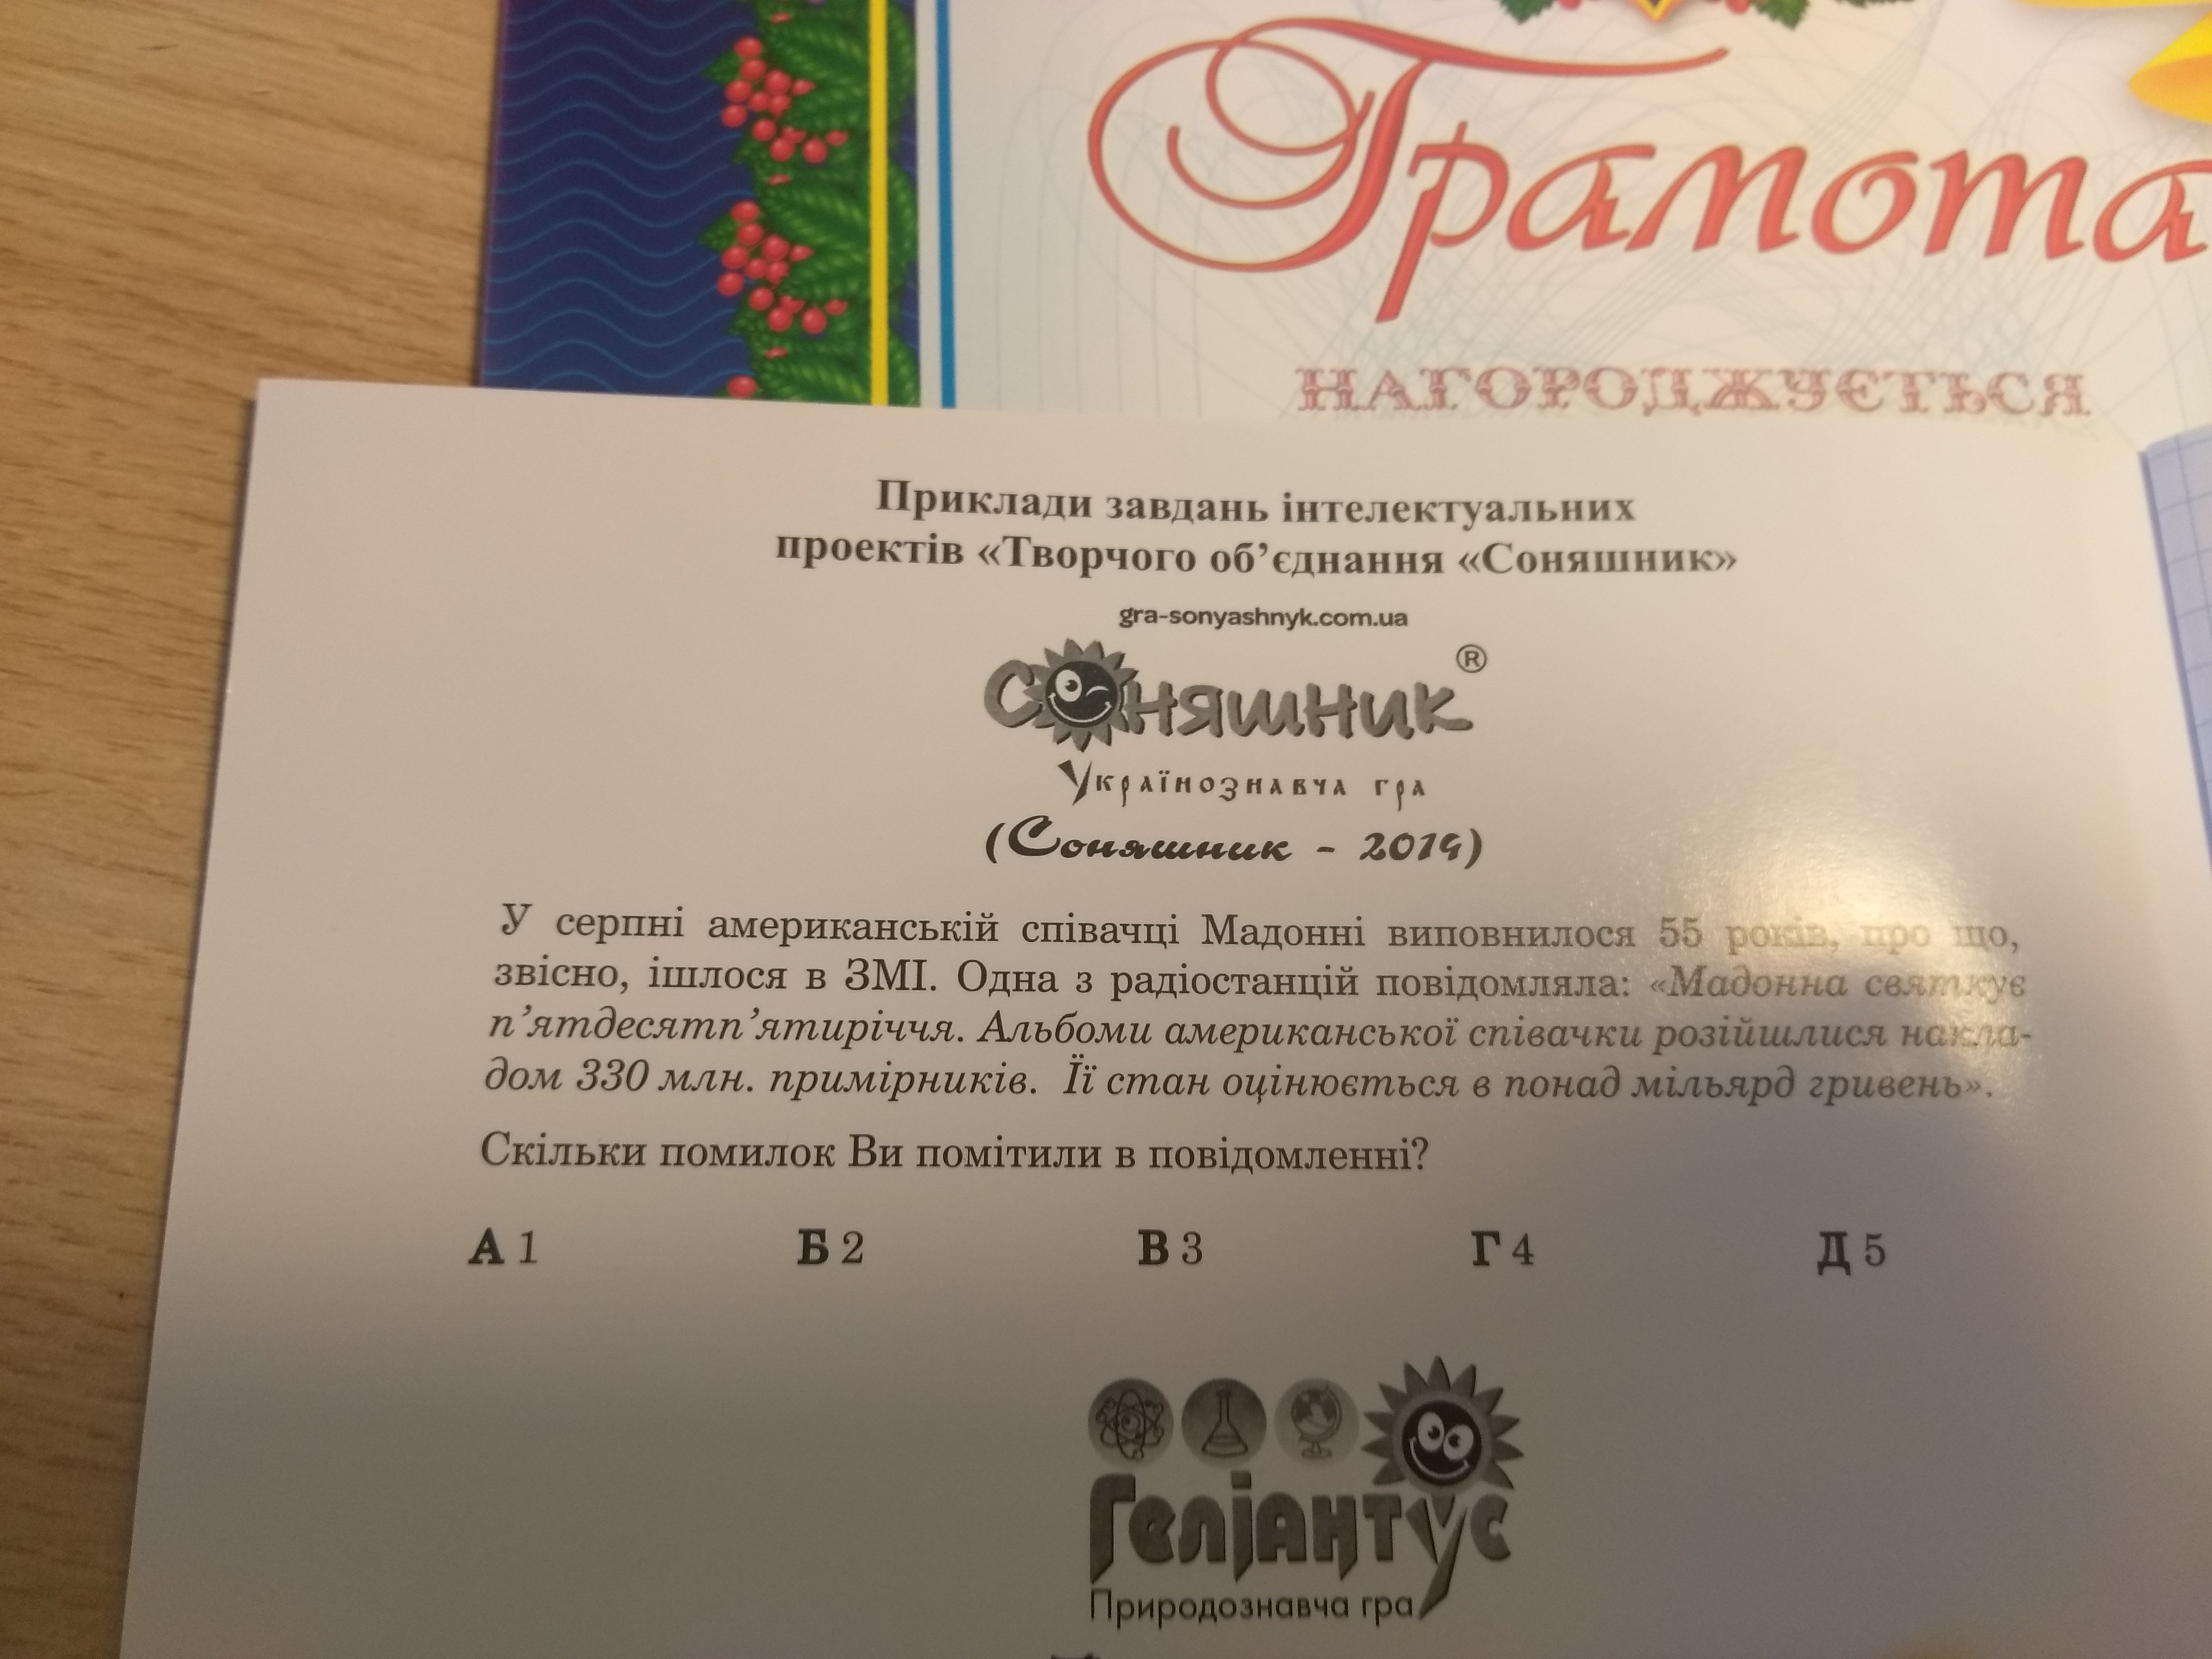 Грамота
НАГОРОДЖУЄТЬСЯ
Приклади завдань інтелектуальних
проектів «Творчого об’єднання «Соняшник»
gra-sonyashnyk.com.ua
Соняшник®
Українознавча гра
(Соняшник - 2014)
У серпні американській співачці Мадонні виповнилося 55 років, про що,
звісно, ішлося в ЗМІ. Одна з радіостанцій повідомляла: «Мадонна святкує
п’ятдесятп’ятиріччя. Альбоми американської співачки розійшлися накла-
дом 330 млн. примірників. Її стан оцінюється в понад мільярд гривень».
Скільки помилок Ви помітили в повідомленні?
А 1 Б 2 В 3 Г 4 Д 5
Геліантус
Природознавча гра